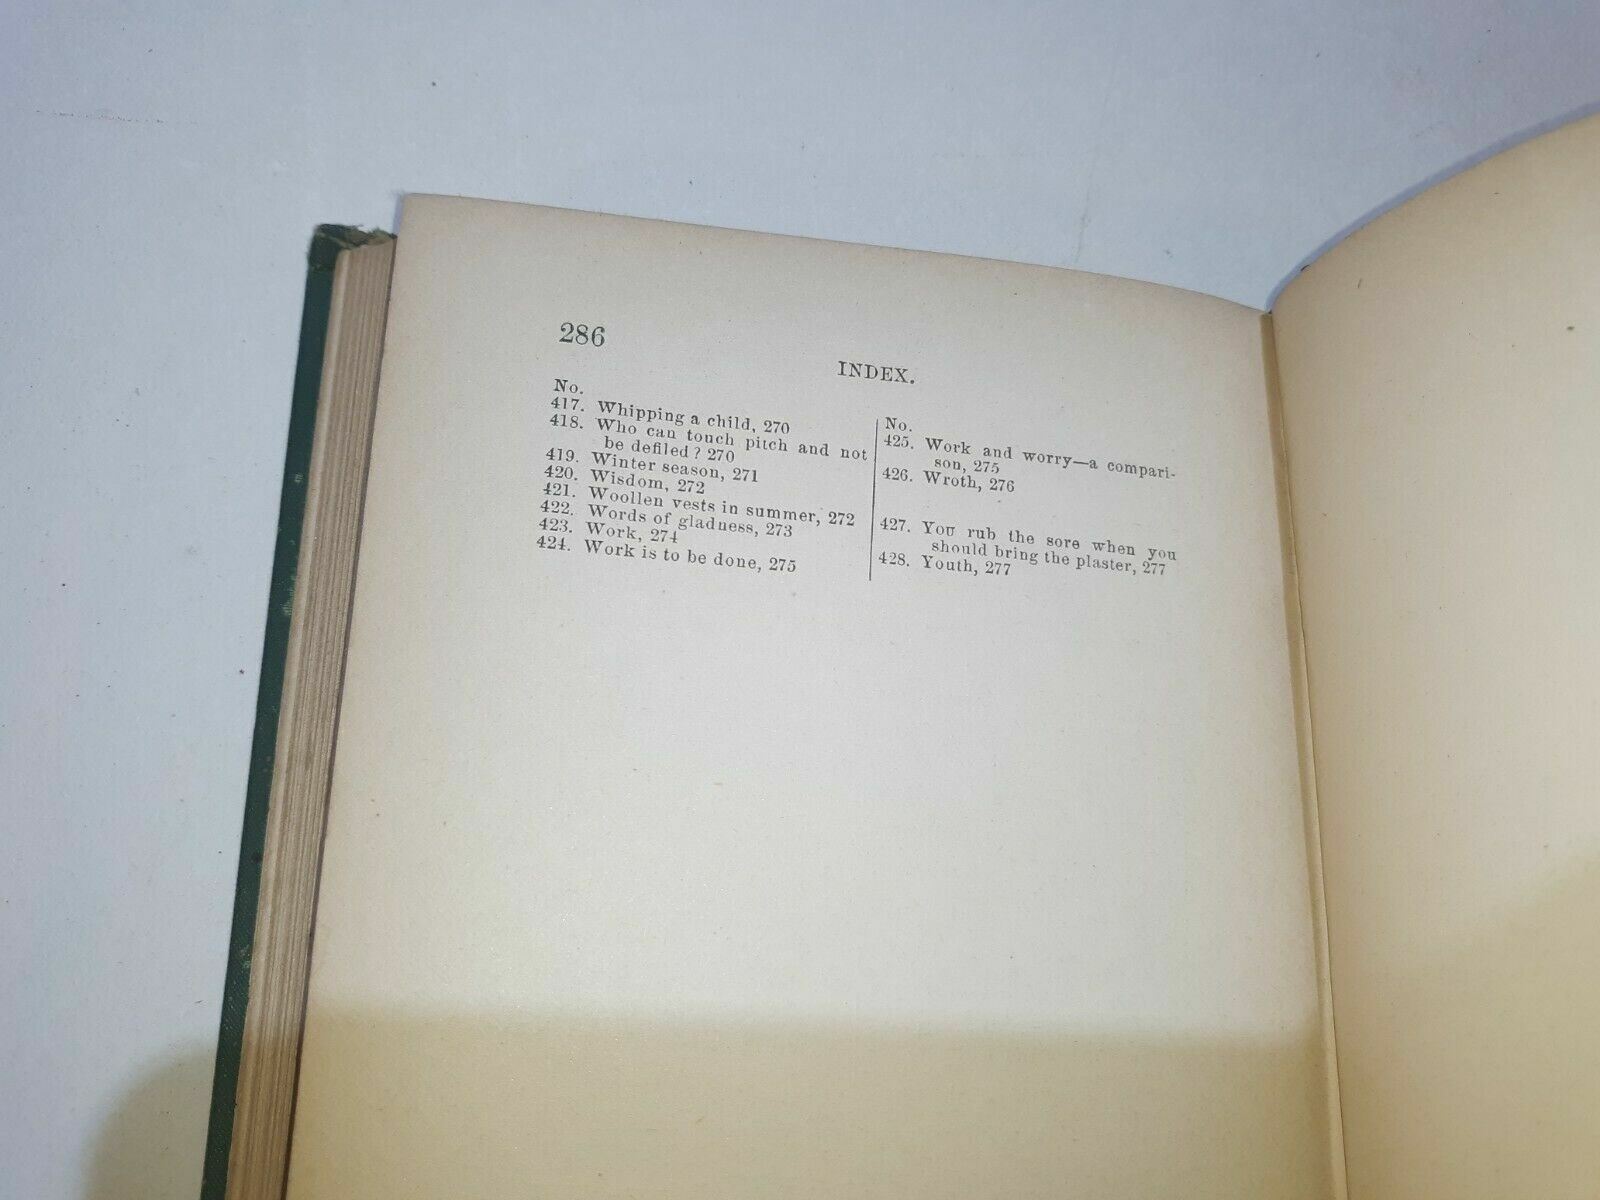 286
INDEX.
No.
417. Whipping a child, 270
418. Who can touch pitch and not
be defiled? 270
419. Winter season, 271
420. Wisdom, 272
421. Woollen vests in summer, 272
422. Words of gladness, 273
423. Work, 274
424. Work is to be done, 275
No.
425. Work and worry—a compari-
son, 275
426. Wroth, 276
427. You rub the sore when you
should bring the plaster, 277
428. Youth, 277